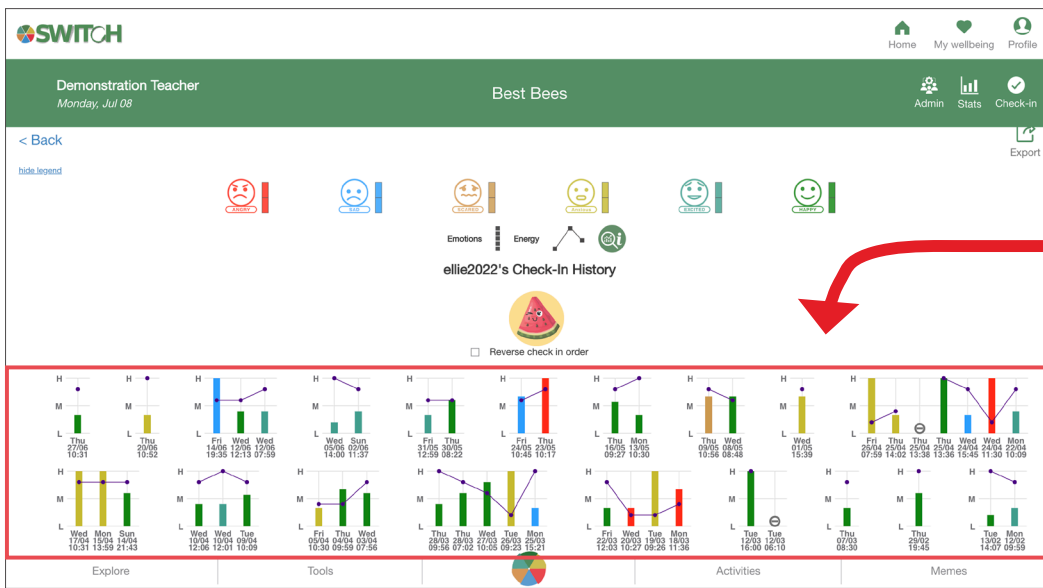 SWITCH
Home My wellbeing Profile
Demonstration Teacher
Monday, Jul 08
Best Bees
Admin Stats Check-in
< Back
Export
hide legend
ANGRY SAD SCARED EXCITED HAPPY
Emotions Energy
ellie2022's Check-In History
Reverse check in order
H H H H H H H H H H
M M M M M M M M M M
L L L L L L L L L L
Thu Thu Fri Wed Wed Wed Sun Fri Thu Fri Thu Thu Mon Thu Wed Wed Fri Thu Thu Thu Wed Wed Mon
27/06 20/06 14/06 12/06 12/06 05/06 02/06 31/05 30/05 24/05 23/05 16/05 13/05 09/05 08/05 01/05 26/04 25/04 25/04 25/04 24/04 24/04 22/04
10:31 10:52 19:35 12:13 07:59 14:00 11:37 12:59 08:22 10:45 10:17 09:27 10:30 10:56 08:48 15:39 07:59 14:02 13:38 13:36 15:45 11:30 10:09
H H H H H H H H H
M M M M M M M M M
L L L L L L L L L
Wed Mon Sun Wed Wed Tue Fri Thu Wed Thu Thu Wed Tue Mon Fri Wed Tue Mon Tue Tue Thu Thu Tue Mon
17/04 15/04 14/04 10/04 10/04 09/04 05/04 04/04 03/04 28/03 28/03 27/03 26/03 25/03 22/03 20/03 19/03 18/03 12/03 12/03 07/03 29/02 13/02 12/02
10:31 13:59 21:43 12:06 12:01 10:09 10:30 09:59 07:56 09:56 07:02 10:05 09:23 15:21 12:03 10:27 09:26 11:36 16:00 06:10 08:30 19:45 14:07 09:59
Explore Tools Activities Memes